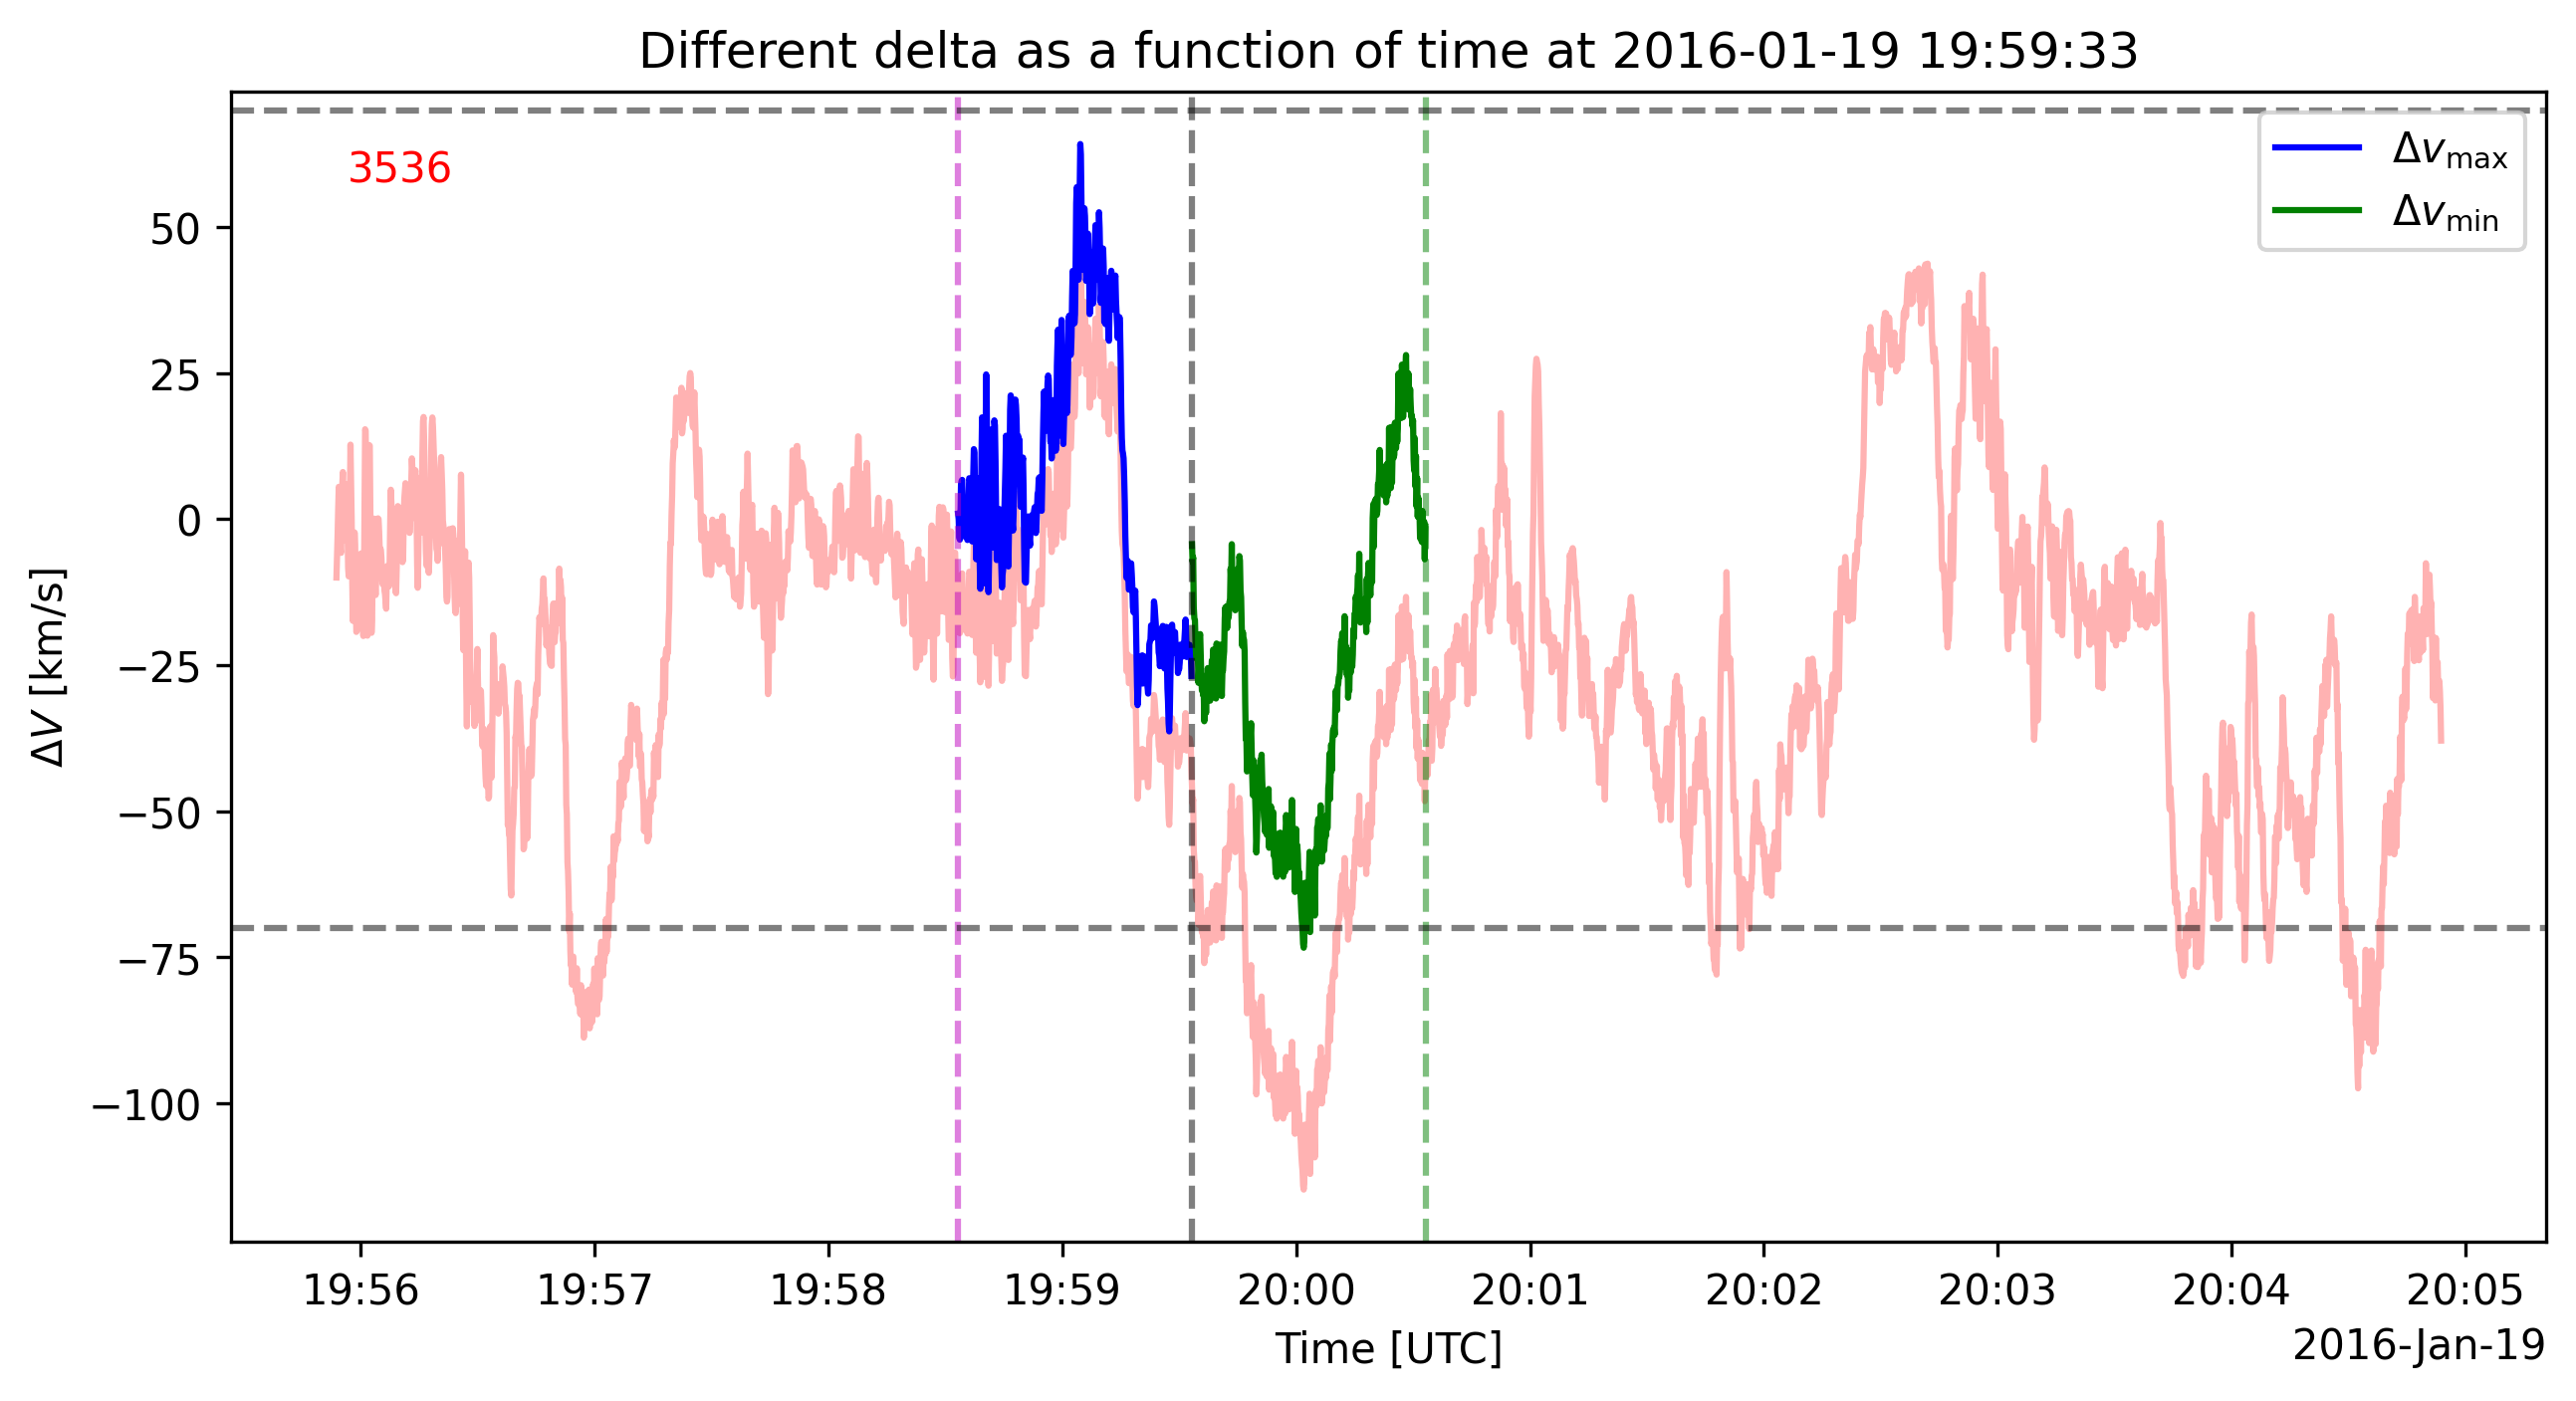 Different delta as a function of time at 2016-01-19 19:59:33
3536
Δv_max
Δv_min
50
25
0
−25
−50
−75
−100
ΔV [km/s]
19:56 19:57 19:58 19:59 20:00 20:01 20:02 20:03 20:04 20:05
Time [UTC]
2016-Jan-19